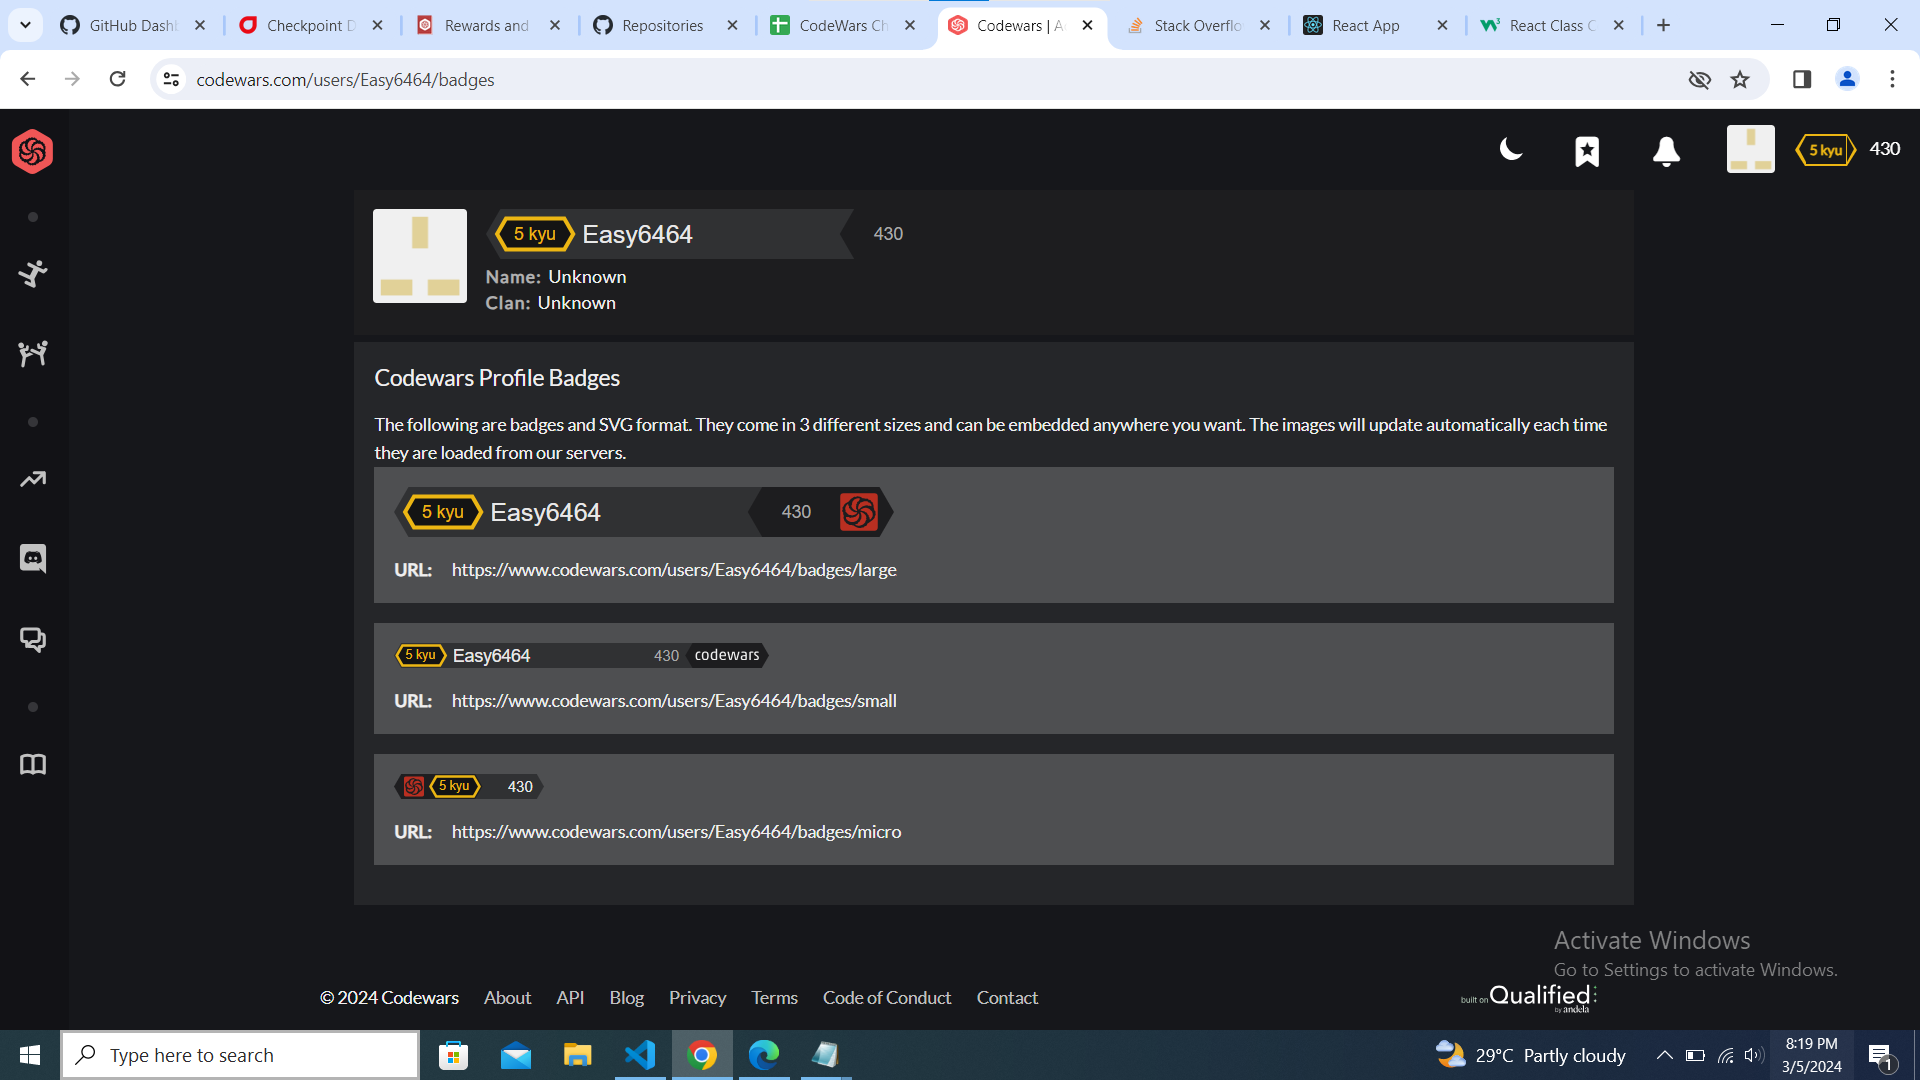 GitHub Dashb
Checkpoint D
Rewards and
Repositories
CodeWars Ch
Codewars | A
Stack Overflo
React App
React Class C
codewars.com/users/Easy6464/badges
5 kyu
430
5 kyu
Easy6464
430
Name: Unknown
Clan: Unknown
Codewars Profile Badges
The following are badges and SVG format. They come in 3 different sizes and can be embedded anywhere you want. The images will update automatically each time
they are loaded from our servers.
5 kyu
Easy6464
430
URL: https://www.codewars.com/users/Easy6464/badges/large
5 kyu
Easy6464
430
codewars
URL: https://www.codewars.com/users/Easy6464/badges/small
5 kyu
430
URL: https://www.codewars.com/users/Easy6464/badges/micro
Activate Windows
Go to Settings to activate Windows.
© 2024 Codewars
About
API
Blog
Privacy
Terms
Code of Conduct
Contact
built on Qualified
by andela
Type here to search
29°C Partly cloudy
8:19 PM
3/5/2024
1